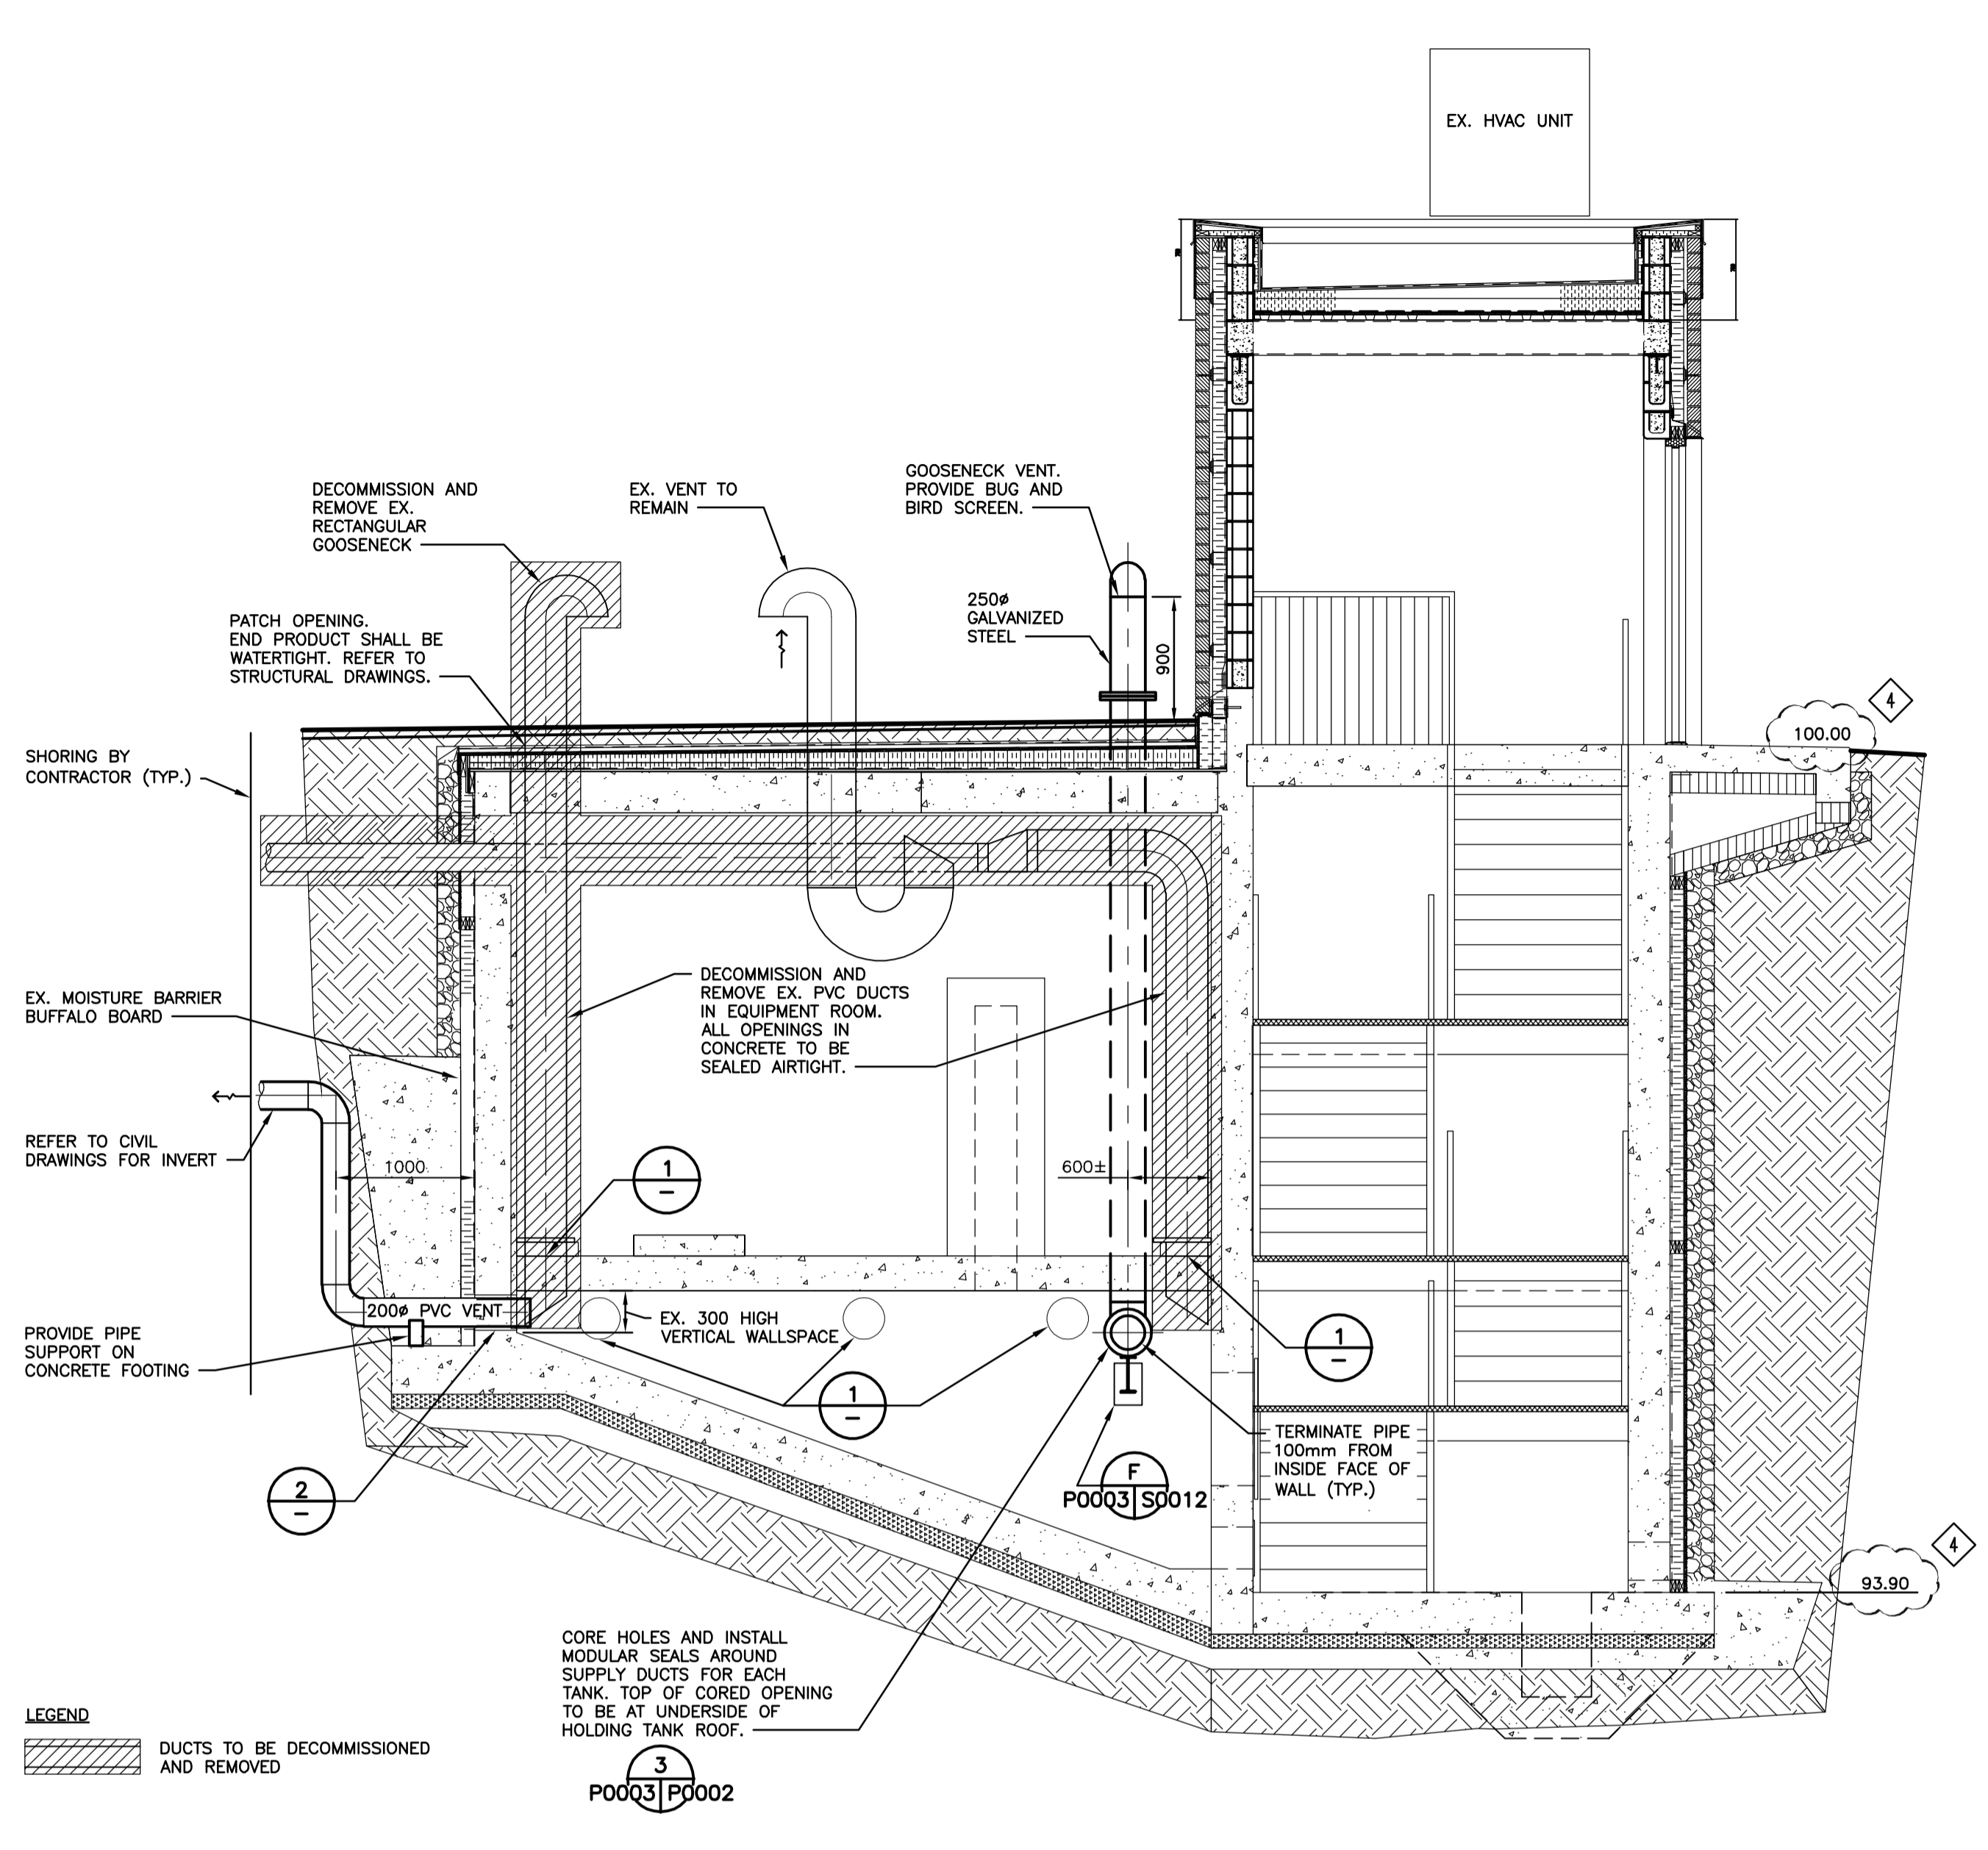 EX. HVAC UNIT
DECOMMISSION AND
REMOVE EX.
RECTANGULAR
GOOSENECK
EX. VENT TO
REMAIN
GOOSENECK VENT.
PROVIDE BUG AND
BIRD SCREEN.
250ø
GALVANIZED
STEEL
900
PATCH OPENING.
END PRODUCT SHALL BE
WATERTIGHT. REFER TO
STRUCTURAL DRAWINGS.
4
100.00
SHORING BY
CONTRACTOR (TYP.)
DECOMMISSION AND
REMOVE EX. PVC DUCTS
IN EQUIPMENT ROOM.
ALL OPENINGS IN
CONCRETE TO BE
SEALED AIRTIGHT.
EX. MOISTURE BARRIER
BUFFALO BOARD
REFER TO CIVIL
DRAWINGS FOR INVERT
1000
1
–
600±
200ø PVC VENT
EX. 300 HIGH
VERTICAL WALLSPACE
PROVIDE PIPE
SUPPORT ON
CONCRETE FOOTING
1
–
1
–
TERMINATE PIPE
100mm FROM
INSIDE FACE OF
WALL (TYP.)
2
–
F
P0003 S0012
4
93.90
CORE HOLES AND INSTALL
MODULAR SEALS AROUND
SUPPLY DUCTS FOR EACH
TANK. TOP OF CORED OPENING
TO BE AT UNDERSIDE OF
HOLDING TANK ROOF.
3
P0003 P0002
LEGEND
DUCTS TO BE DECOMMISSIONED
AND REMOVED